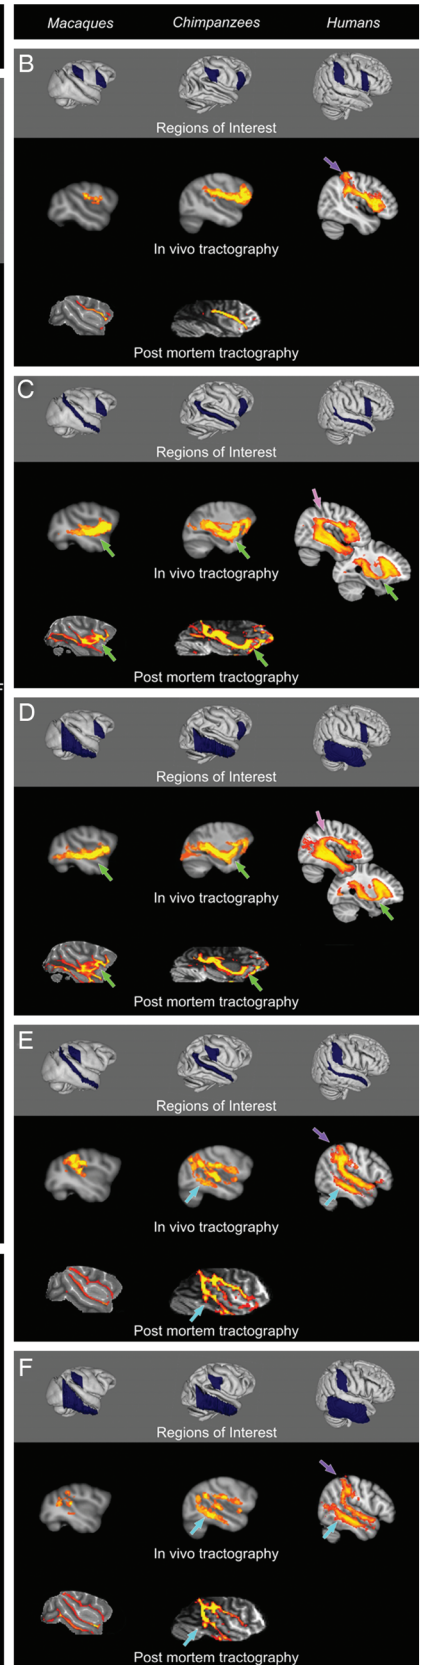 Macaques Chimpanzees Humans
B
Regions of Interest
In vivo tractography
Post mortem tractography
C
Regions of Interest
In vivo tractography
Post mortem tractography
D
Regions of Interest
In vivo tractography
Post mortem tractography
E
Regions of Interest
In vivo tractography
Post mortem tractography
F
Regions of Interest
In vivo tractography
Post mortem tractography